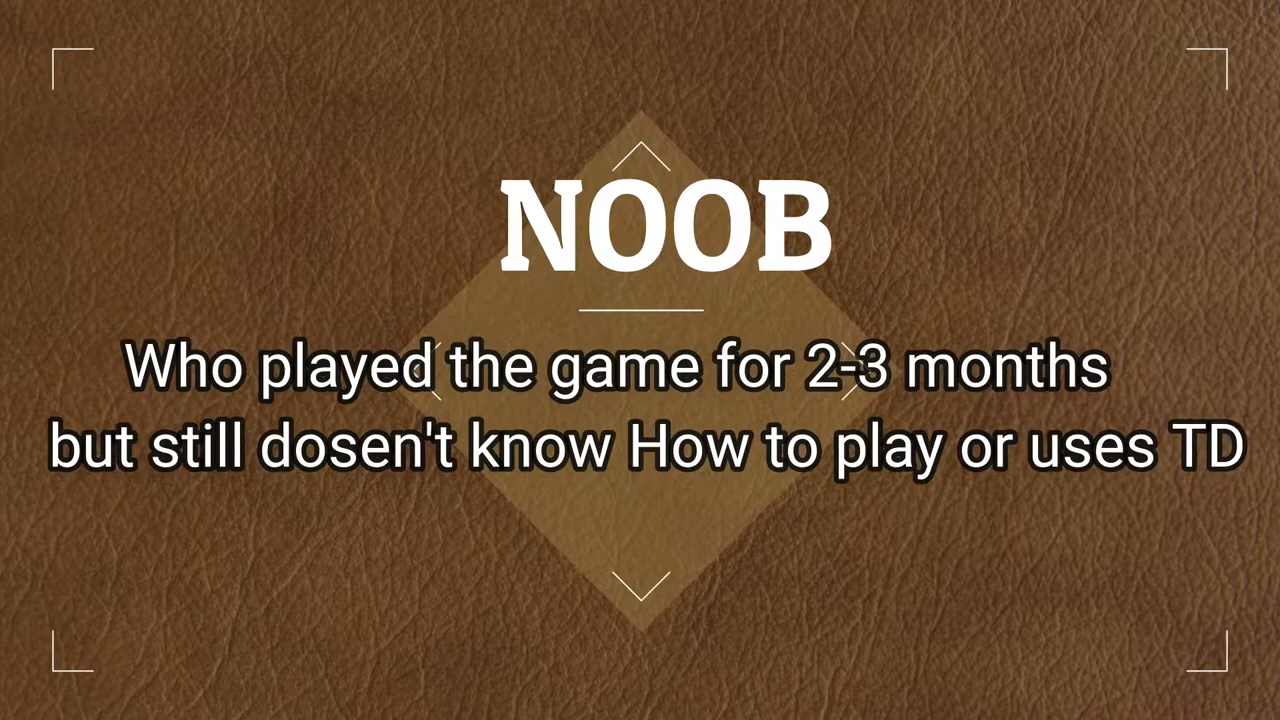 NOOB
Who played the game for 2-3 months
but still dosen't know How to play or uses TD